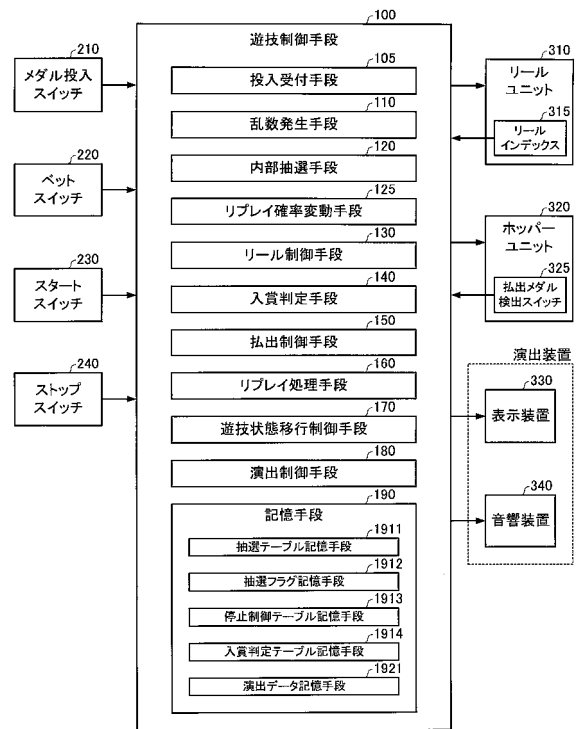 100
遊技制御手段
105
投入受付手段
110
乱数発生手段
120
内部抽選手段
125
リプレイ確率変動手段
130
リール制御手段
140
入賞判定手段
150
払出制御手段
160
リプレイ処理手段
170
遊技状態移行制御手段
180
演出制御手段
190
記憶手段
1911
抽選テーブル記憶手段
1912
抽選フラグ記憶手段
1913
停止制御テーブル記憶手段
1914
入賞判定テーブル記憶手段
1921
演出データ記憶手段
210
メダル投入
スイッチ
220
ベット
スイッチ
230
スタート
スイッチ
240
ストップ
スイッチ
310
リール
ユニット
315
リール
インデックス
320
ホッパー
ユニット
325
払出メダル
検出スイッチ
演出装置
330
表示装置
340
音響装置